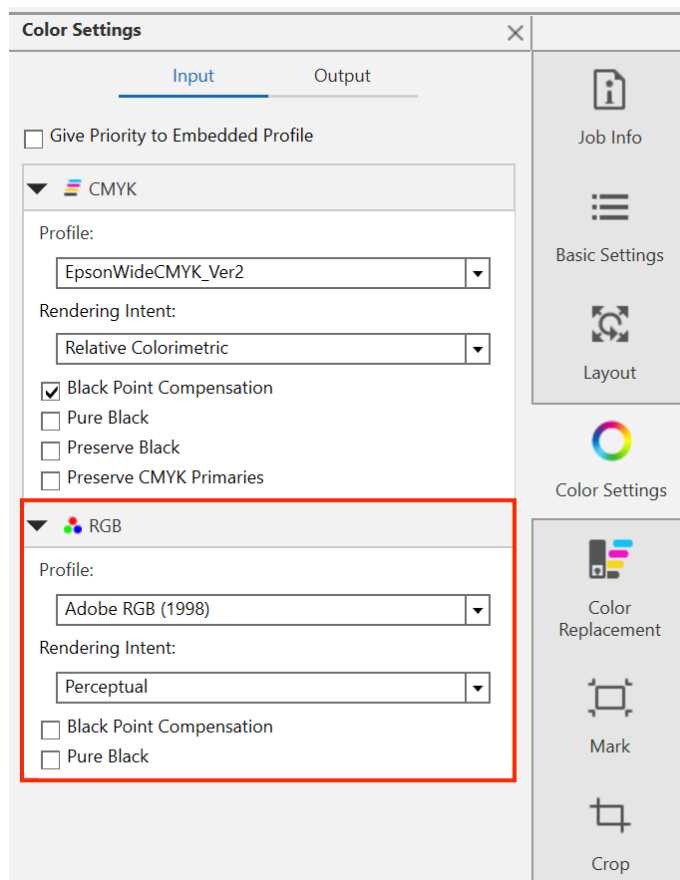 Color Settings
Input
Output
Give Priority to Embedded Profile
CMYK
Profile:
EpsonWideCMYK_Ver2
Rendering Intent:
Relative Colorimetric
Black Point Compensation
Pure Black
Preserve Black
Preserve CMYK Primaries
RGB
Profile:
Adobe RGB (1998)
Rendering Intent:
Perceptual
Black Point Compensation
Pure Black
Job Info
Basic Settings
Layout
Color Settings
Color
Replacement
Mark
Crop